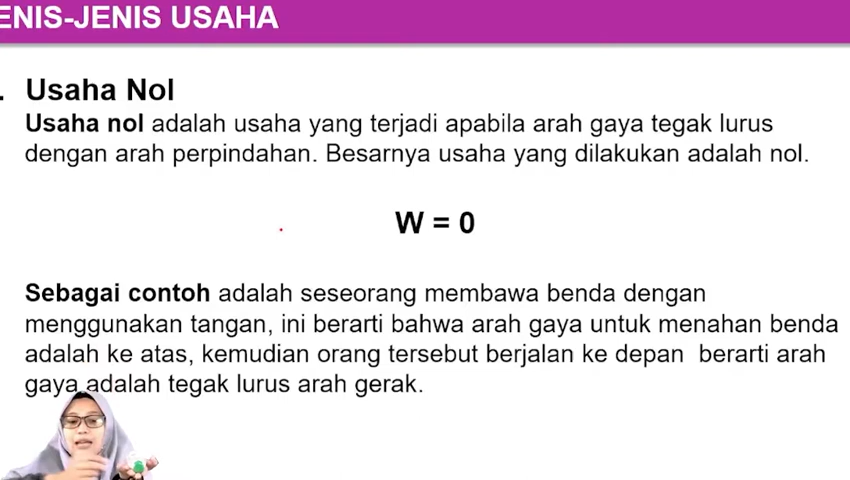 ENIS-JENIS USAHA
. Usaha Nol
Usaha nol adalah usaha yang terjadi apabila arah gaya tegak lurus
dengan arah perpindahan. Besarnya usaha yang dilakukan adalah nol.
W = 0
Sebagai contoh adalah seseorang membawa benda dengan
menggunakan tangan, ini berarti bahwa arah gaya untuk menahan benda
adalah ke atas, kemudian orang tersebut berjalan ke depan berarti arah
gaya adalah tegak lurus arah gerak.